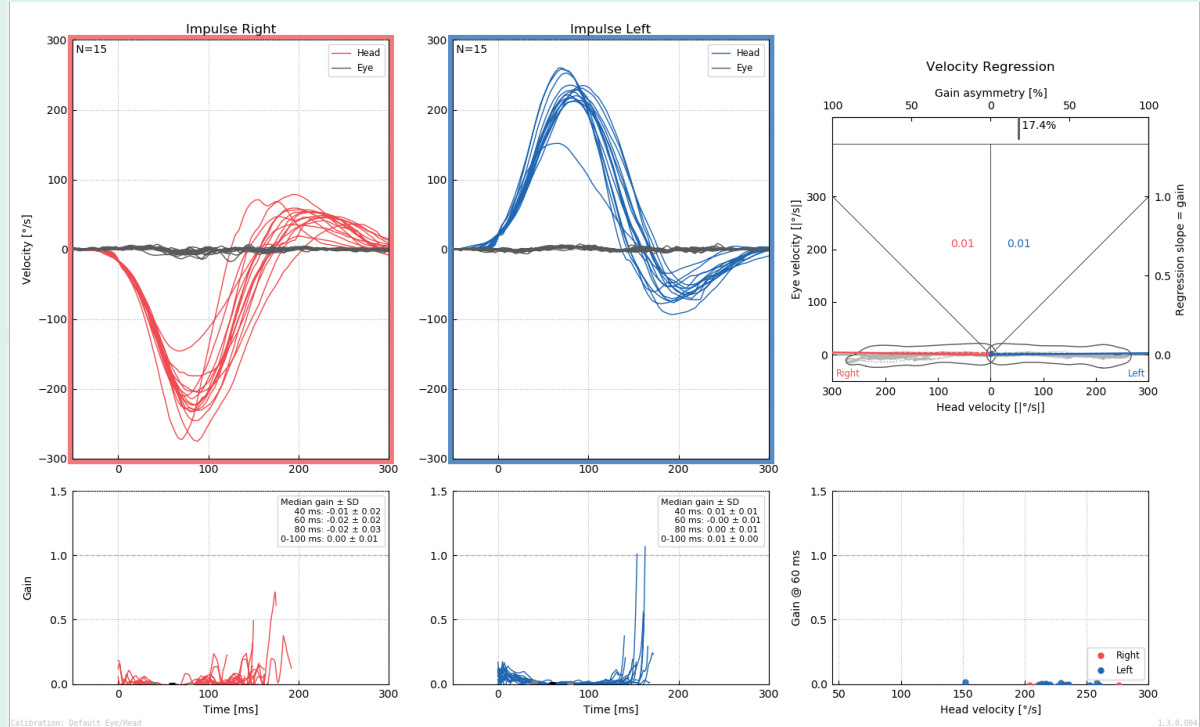 Impulse Right
N=15
Head
Eye
Velocity [°/s]
300
200
100
0
−100
−200
−300
0
100
200
300
Impulse Left
N=15
Head
Eye
300
200
100
0
−100
−200
−300
0
100
200
300
Velocity Regression
Gain asymmetry [%]
100
50
0
50
100
17.4%
Eye velocity [|°/s|]
300
200
100
0
0.01
0.01
1.0
0.5
0.0
Regression slope = gain
Right
Left
300
200
100
0
100
200
300
Head velocity [|°/s|]
Gain
1.5
1.0
0.5
0.0
Median gain ± SD
40 ms: -0.01 ± 0.02
60 ms: -0.02 ± 0.02
80 ms: -0.02 ± 0.03
0-100 ms: 0.00 ± 0.01
0
100
200
300
Time [ms]
1.5
1.0
0.5
0.0
Median gain ± SD
40 ms: 0.01 ± 0.01
60 ms: -0.00 ± 0.01
80 ms: 0.00 ± 0.01
0-100 ms: 0.01 ± 0.00
0
100
200
300
Time [ms]
Gain @ 60 ms
1.5
1.0
0.5
0.0
Right
Left
50
100
150
200
250
300
Head velocity [°/s]
Calibration: Default Eye/Head
1.3.0.004